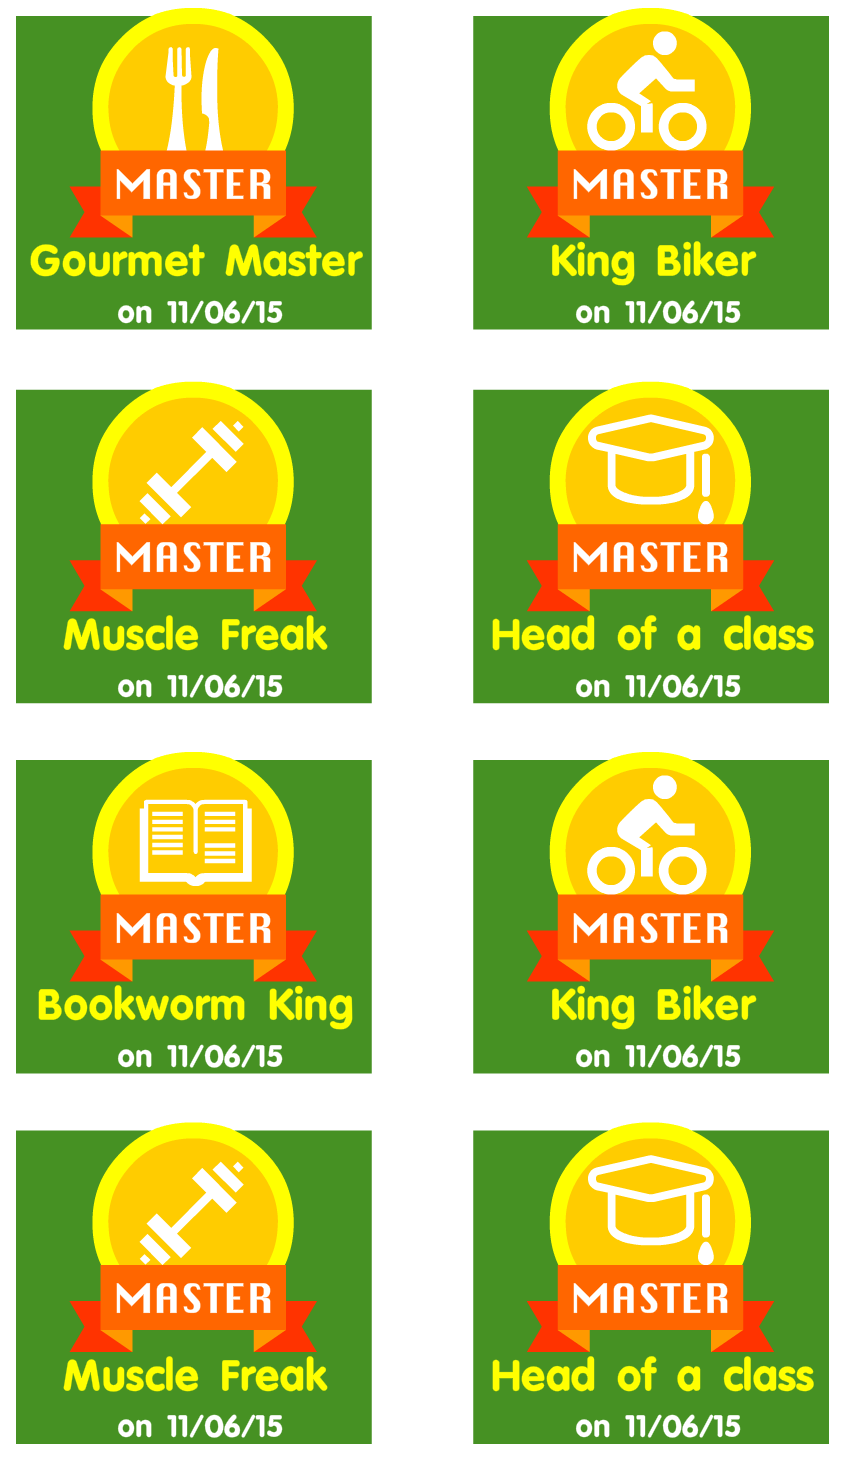 MASTER
Gourmet Master
on 11/06/15
MASTER
King Biker
on 11/06/15
MASTER
Muscle Freak
on 11/06/15
MASTER
Head of a class
on 11/06/15
MASTER
Bookworm King
on 11/06/15
MASTER
King Biker
on 11/06/15
MASTER
Muscle Freak
on 11/06/15
MASTER
Head of a class
on 11/06/15